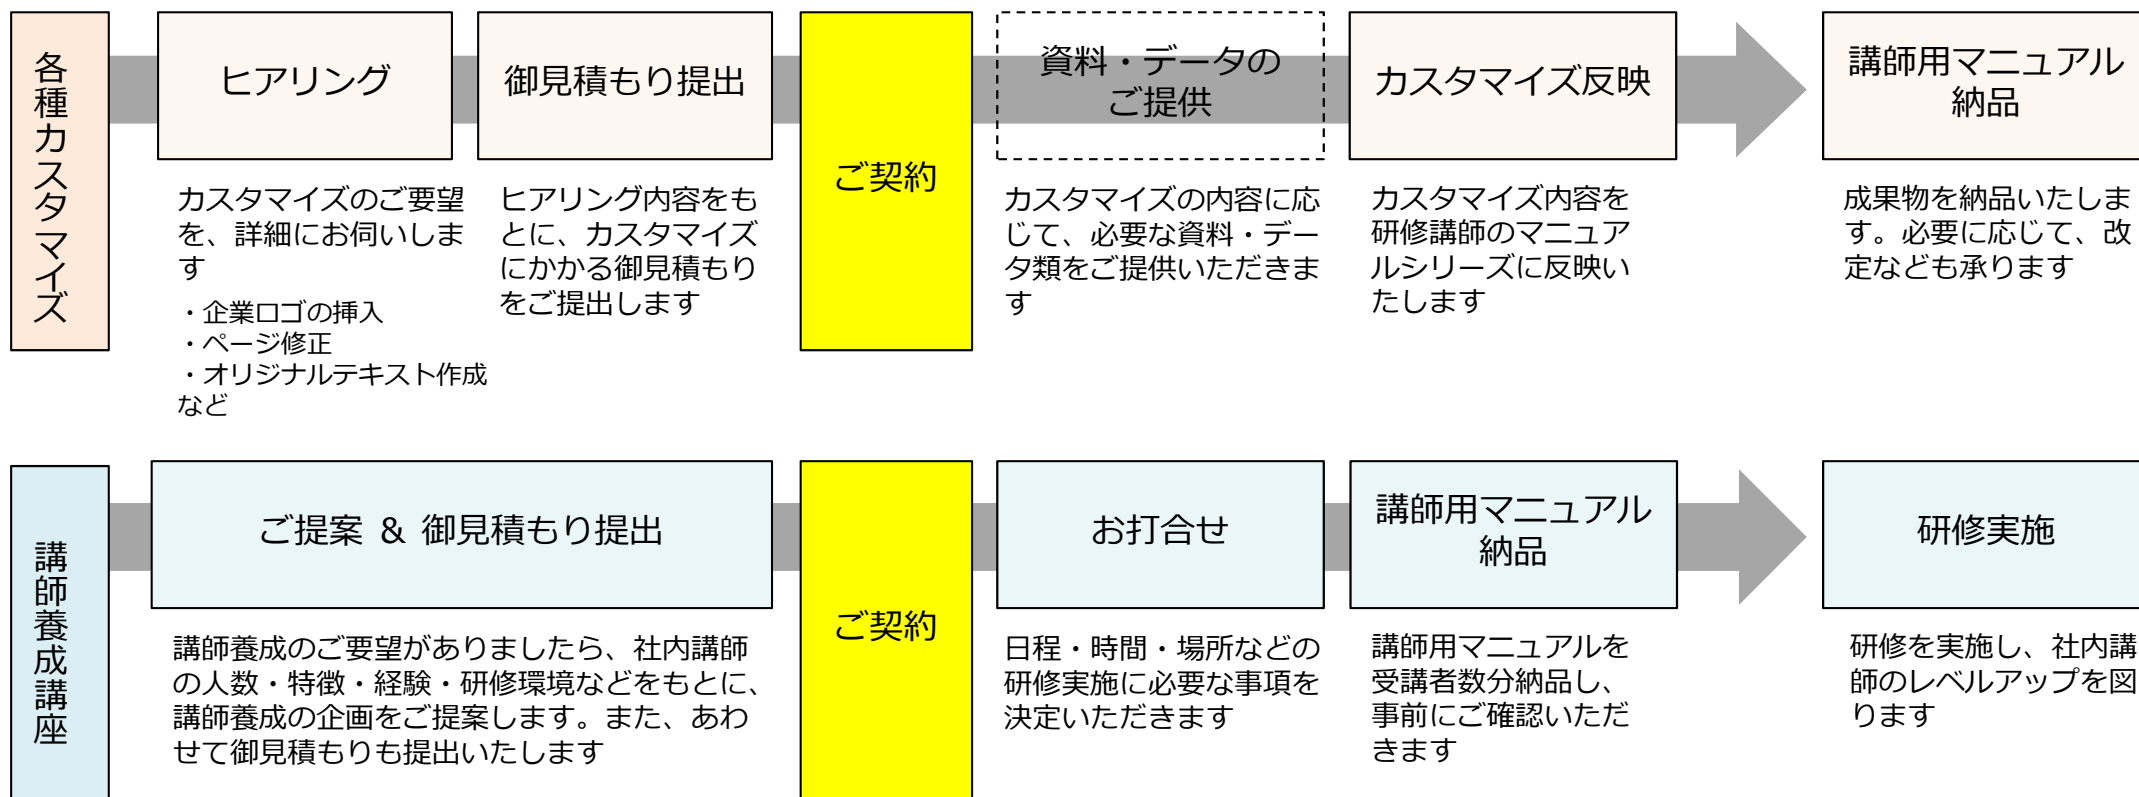 各種カスタマイズ
ヒアリング
カスタマイズのご要望
を、詳細にお伺いしま
す
・企業ロゴの挿入
・ページ修正
・オリジナルテキスト作成
など
御見積もり提出
ヒアリング内容をも
とに、カスタマイズ
にかかる御見積もり
をご提出します
ご契約
資料・データの
ご提供
カスタマイズの内容に応
じて、必要な資料・デー
タ類をご提供いただきま
す
カスタマイズ反映
カスタマイズ内容を
研修講師のマニュア
ルシリーズに反映い
たします
講師用マニュアル
納品
成果物を納品いたしま
す。必要に応じて、改
定なども承ります
講師養成講座
ご提案 & 御見積もり提出
講師養成のご要望がありましたら、社内講師
の人数・特徴・経験・研修環境などをもとに、
講師養成の企画をご提案します。また、あわ
せて御見積もりも提出いたします
ご契約
お打合せ
日程・時間・場所などの
研修実施に必要な事項を
決定いただきます
講師用マニュアル
納品
講師用マニュアルを
受講者数分納品し、
事前にご確認いただ
きます
研修実施
研修を実施し、社内講
師のレベルアップを図
ります